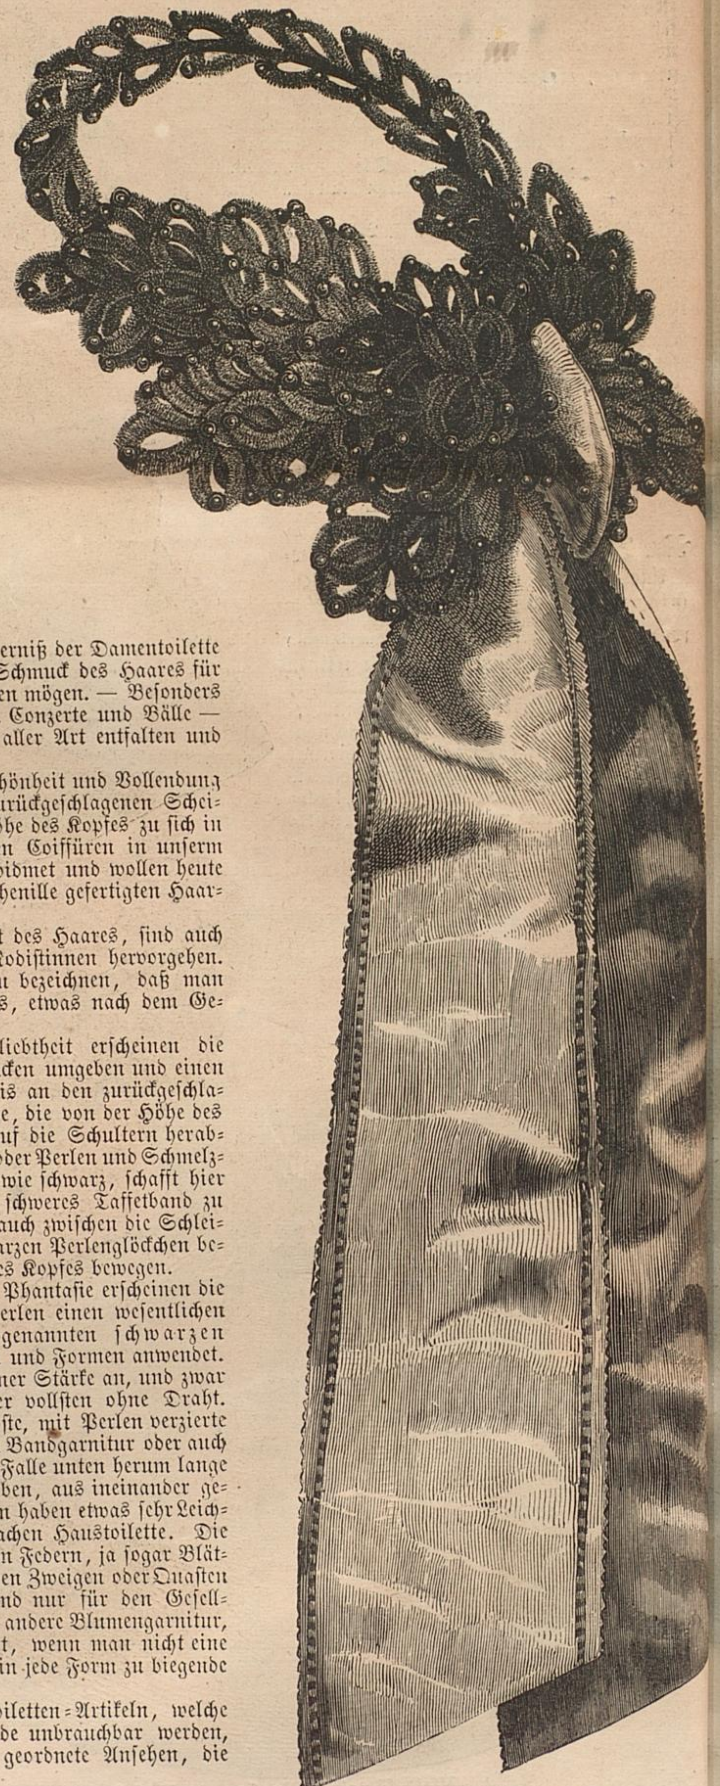 erniß der Damentoilette
Schmuck des Haares für
en mögen. — Besonders
Conzerte und Bälle —
aller Art entfalten und
hönheit und Vollendung
urückgeschlagenen Schei-
öhe des Kopfes zu sich in
n Coiffüren in unserm
widmet und wollen heute
henille gefertigten Haar-
t des Haares, sind auch
Modistinnen hervorgehen.
u bezeichnen, daß man
s, etwas nach dem Ge-
liebtheit erscheinen die
cken umgeben und einen
is an den zurückgeschla-
e, die von der Höhe des
uf die Schultern herab-
oder Perlen und Schmelz-
wie schwarz, schafft hier
schweres Taffetband zu
auch zwischen die Schlei-
arzen Perlenglöckchen be-
es Kopfes bewegen.
Phantasie erscheinen die
erlen einen wesentlichen
genannten schwarzen
und Formen anwendet.
ner Stärke an, und zwar
er vollsten ohne Draht.
ste, mit Perlen verzierte
Bandgarnitur oder auch
Falle unten herum lange
ben, aus ineinander ge-
n haben etwas sehr Leich-
achen Haustoilette. Die
n Federn, ja sogar Blät-
en Zweigen oder Quasten
nd nur für den Gesell-
andere Blumengarnitur,
t, wenn man nicht eine
in jede Form zu biegende
oiletten-Artikeln, welche
de unbrauchbar werden,
geordnete Ansehen, die